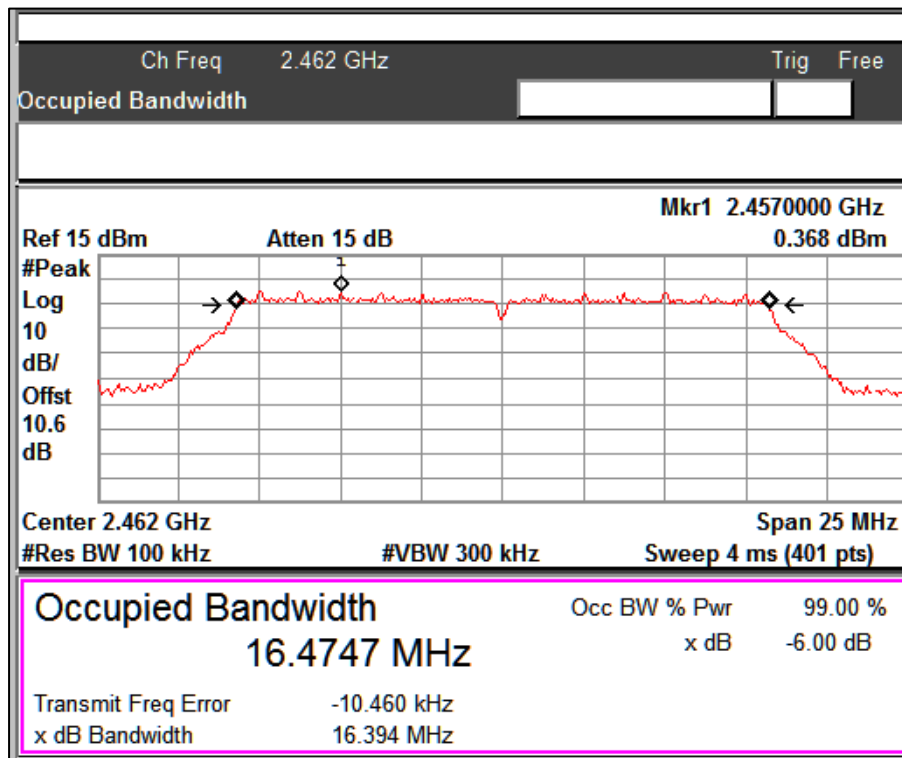 Ch Freq 2.462 GHz Trig Free
Occupied Bandwidth
Mkr1 2.4570000 GHz
Ref 15 dBm Atten 15 dB 0.368 dBm
#Peak
1
Log
10
dB/
Offst
10.6
dB
Center 2.462 GHz Span 25 MHz
#Res BW 100 kHz #VBW 300 kHz Sweep 4 ms (401 pts)
Occupied Bandwidth Occ BW % Pwr 99.00 %
16.4747 MHz x dB -6.00 dB
Transmit Freq Error -10.460 kHz
x dB Bandwidth 16.394 MHz